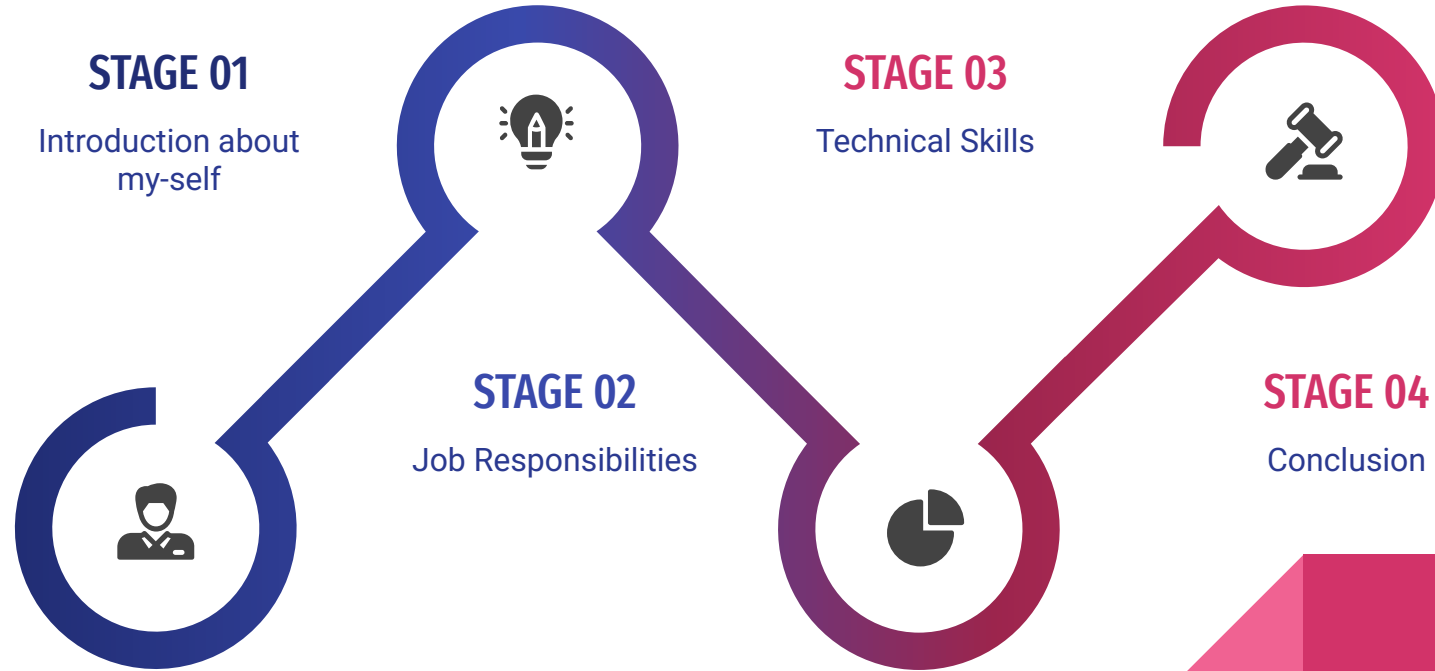 STAGE 01
Introduction about
my-self
STAGE 02
Job Responsibilities
STAGE 03
Technical Skills
STAGE 04
Conclusion